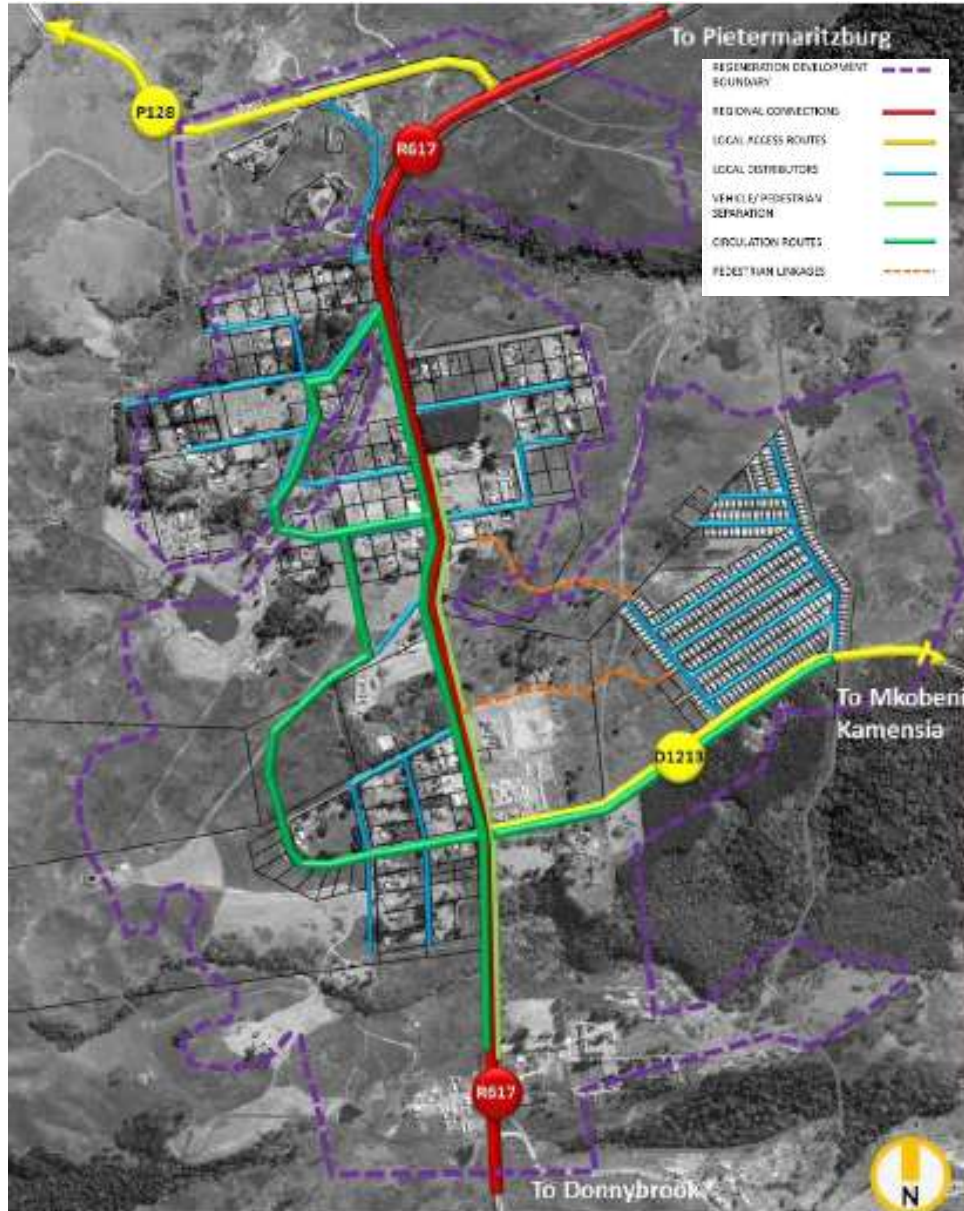 To Pietermaritzburg
REGENERATION DEVELOPMENT
BOUNDARY
REGIONAL CONNECTIONS
LOCAL ACCESS ROUTES
LOCAL DISTRIBUTORS
VEHICLE/ PEDESTRIAN
SEPARATION
CIRCULATION ROUTES
PEDESTRIAN LINKAGES
P128
R617
To Mkobeni
Kamensia
D1213
R617
To Donnybrook
N